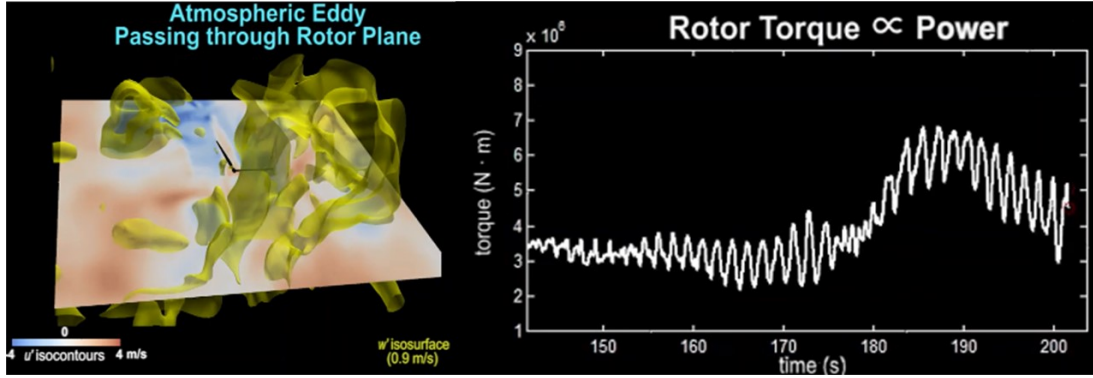 Atmospheric Eddy
Passing through Rotor Plane
0
-4 u' isocontours 4 m/s
w' isosurface
(0.9 m/s)
Rotor Torque ∝ Power
× 10⁶
9
8
7
6
5
4
3
2
1
torque (N · m)
150 160 170 180 190 200
time (s)